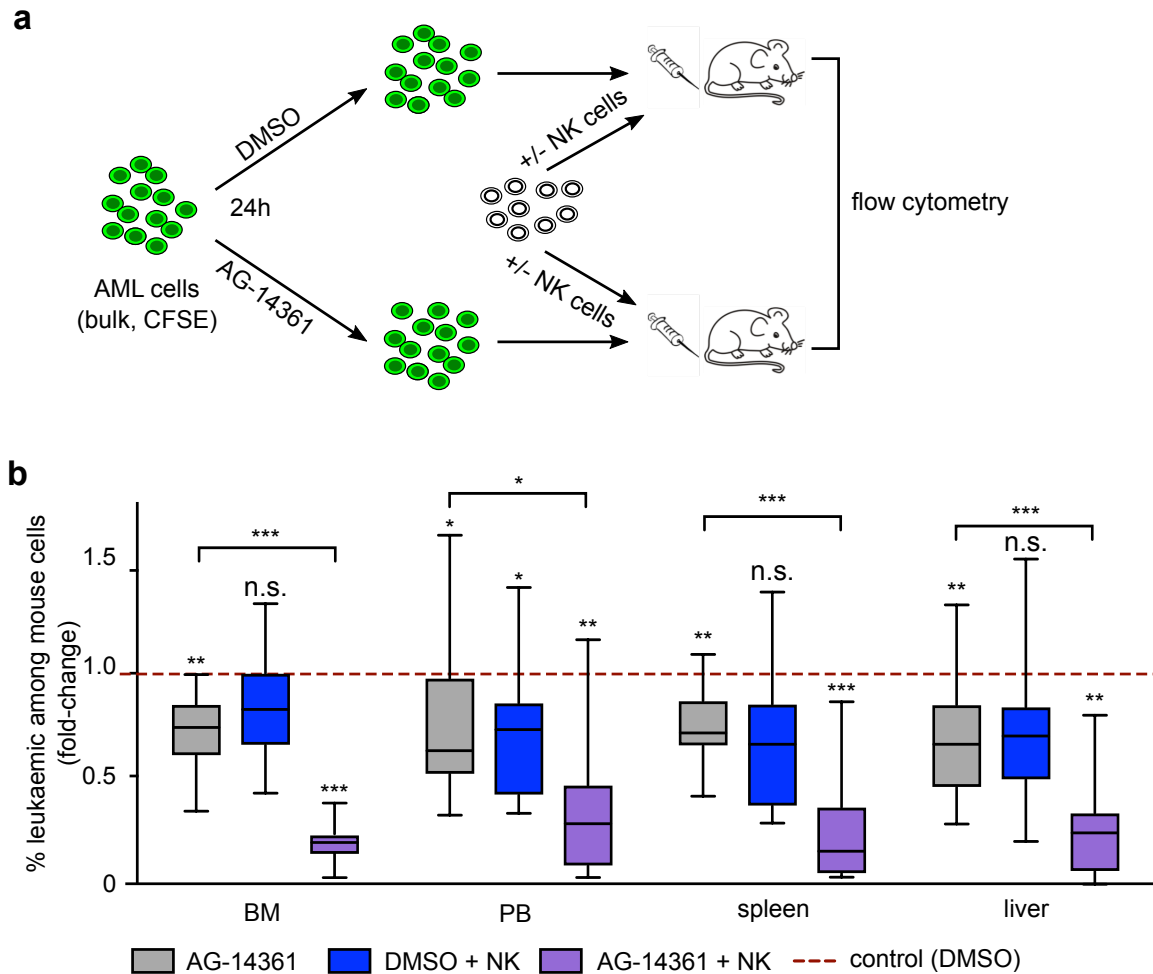 a
DMSO
24h
AG-14361
AML cells
(bulk, CFSE)
+/- NK cells
+/- NK cells
flow cytometry
b
% leukaemic among mouse cells
(fold-change)
1.5
1.0
0.5
0
***
**
n.s.
***
*
*
*
**
***
**
n.s.
***
***
**
n.s.
**
BM
PB
spleen
liver
AG-14361
DMSO + NK
AG-14361 + NK
control (DMSO)